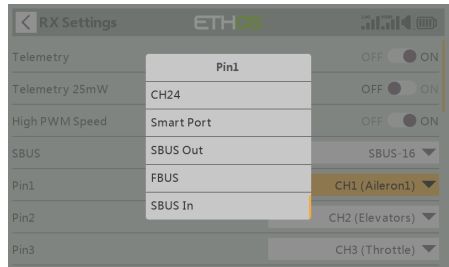 RX Settings
ETHOS
Telemetry
OFF ON
Pin1
Telemetry 25mW
OFF ON
CH24
High PWM Speed
OFF ON
Smart Port
SBUS
SBUS-16
SBUS Out
Pin1
CH1 (Aileron1)
FBUS
Pin2
CH2 (Elevators)
SBUS In
Pin3
CH3 (Throttle)